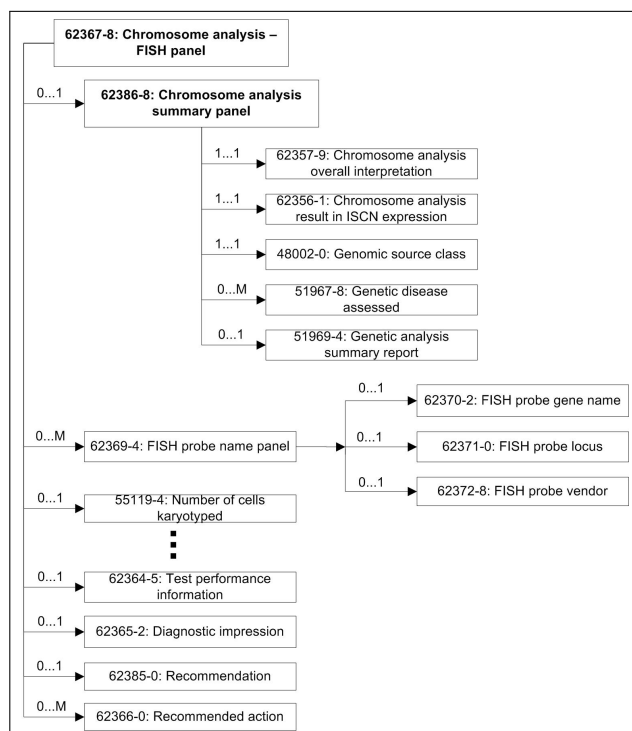 62367-8: Chromosome analysis –
FISH panel
0...1
62386-8: Chromosome analysis
summary panel
1...1
62357-9: Chromosome analysis
overall interpretation
1...1
62356-1: Chromosome analysis
result in ISCN expression
1...1
48002-0: Genomic source class
0...M
51967-8: Genetic disease
assessed
0...1
51969-4: Genetic analysis
summary report
0...M
62369-4: FISH probe name panel
0...1
62370-2: FISH probe gene name
0...1
62371-0: FISH probe locus
0...1
62372-8: FISH probe vendor
0...1
55119-4: Number of cells
karyotyped
0...1
62364-5: Test performance
information
0...1
62365-2: Diagnostic impression
0...1
62385-0: Recommendation
0...M
62366-0: Recommended action